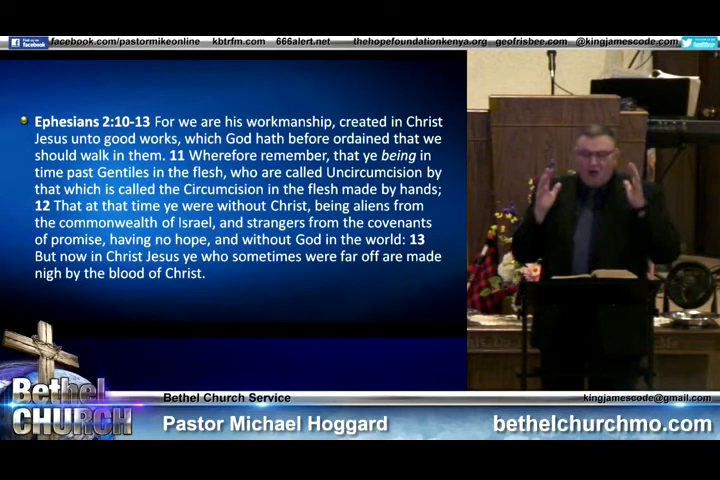 Find us on facebook
facebook.com/pastormikeonline kbtrfm.com 666alert.net thehopefoundationkenya.org geofrisbee.com @kingjamescode.com
twitter
Ephesians 2:10-13 For we are his workmanship, created in Christ
Jesus unto good works, which God hath before ordained that we
should walk in them. 11 Wherefore remember, that ye being in
time past Gentiles in the flesh, who are called Uncircumcision by
that which is called the Circumcision in the flesh made by hands;
12 That at that time ye were without Christ, being aliens from
the commonwealth of Israel, and strangers from the covenants
of promise, having no hope, and without God in the world: 13
But now in Christ Jesus ye who sometimes were far off are made
nigh by the blood of Christ.
Bethel
CHURCH
Bethel Church Service
kingjamescode@gmail.com
Pastor Michael Hoggard
bethelchurchmo.com